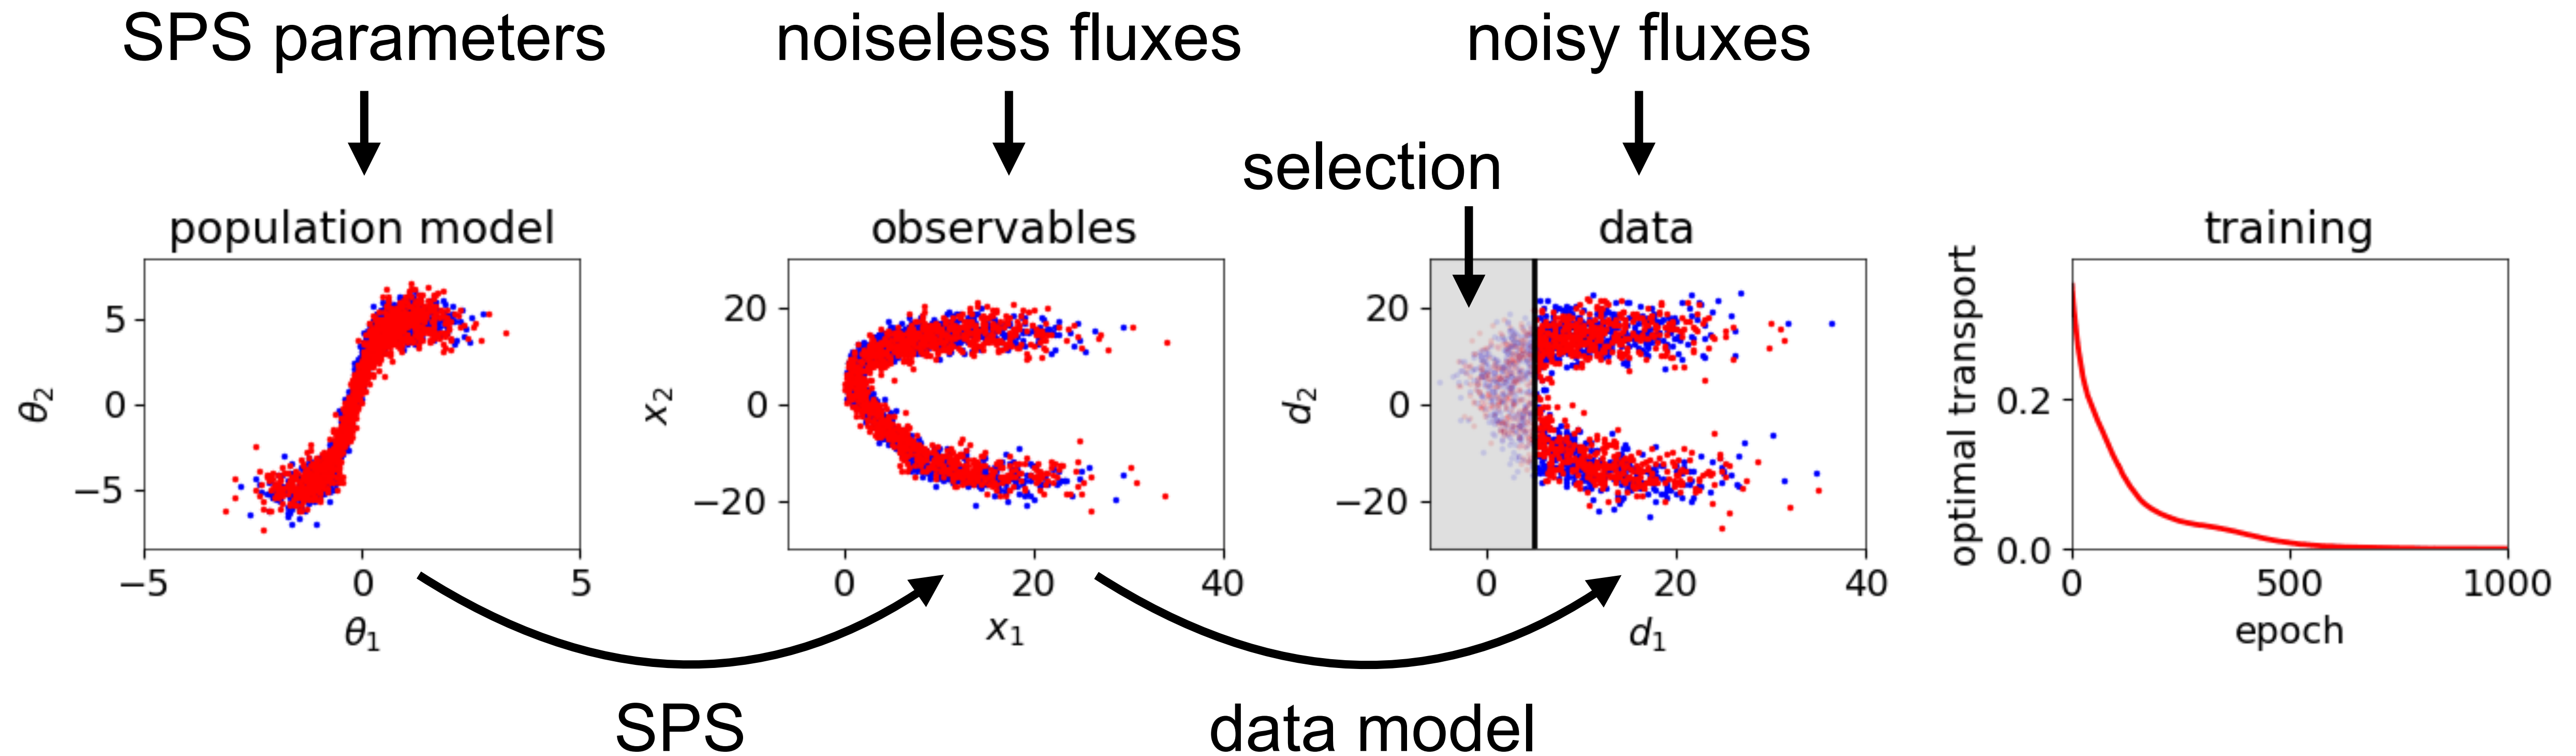 SPS parameters
noiseless fluxes
noisy fluxes
selection
population model
observables
data
training
5
0
−5
θ2
−5
0
5
θ1
20
0
−20
x2
0
20
40
x1
20
0
−20
d2
0
20
40
d1
optimal transport
0.2
0.0
0
500
1000
epoch
SPS
data model